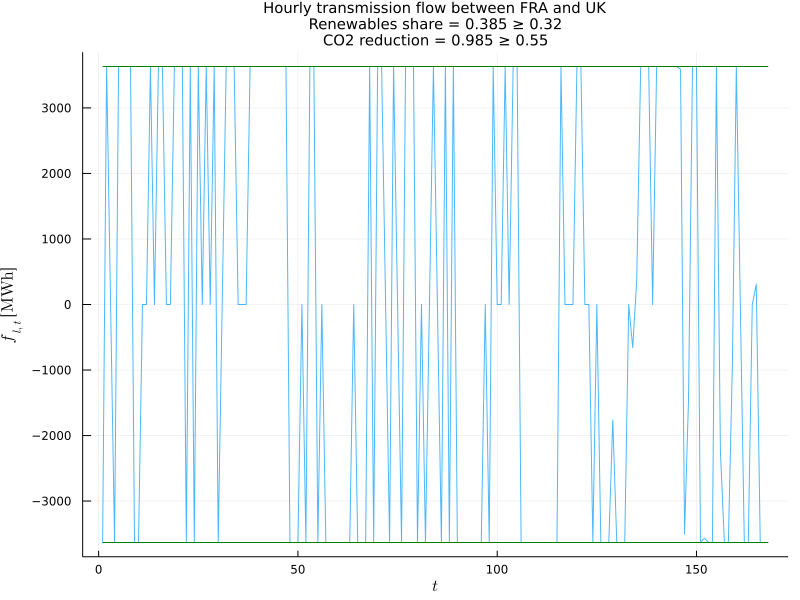 Hourly transmission flow between FRA and UK
Renewables share = 0.385 ≥ 0.32
CO2 reduction = 0.985 ≥ 0.55
3000
2000
1000
0
−1000
−2000
−3000
f_{l,t} [MWh]
0
50
100
150
t